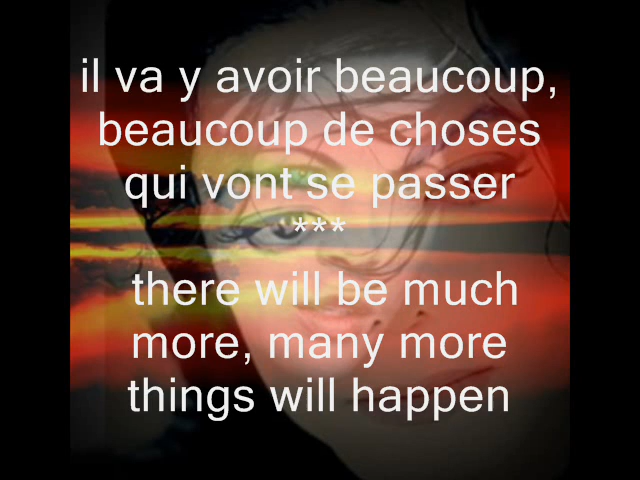 il va y avoir beaucoup,
beaucoup de choses
qui vont se passer
***
there will be much
more, many more
things will happen